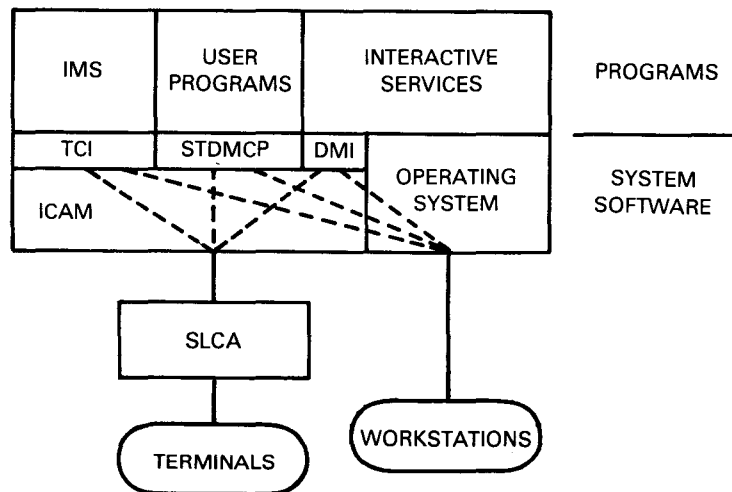 IMS
USER
PROGRAMS
INTERACTIVE
SERVICES
PROGRAMS
TCI
STDMCP
DMI
OPERATING
SYSTEM
SYSTEM
SOFTWARE
ICAM
SLCA
TERMINALS
WORKSTATIONS